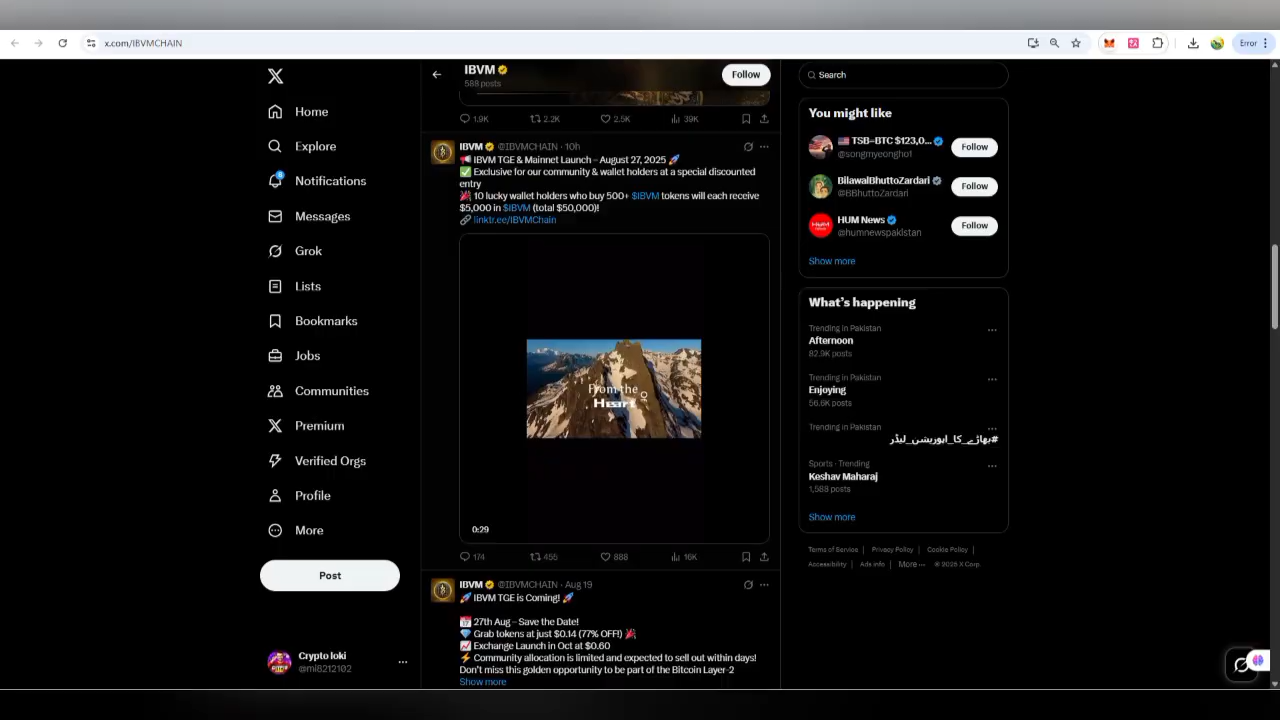 x.com/IBVMCHAIN
Error
Home
Explore
Notifications
Messages
Grok
Lists
Bookmarks
Jobs
Communities
Premium
Verified Orgs
Profile
More
Post
Crypto loki
@mi8212102
IBVM
588 posts
Follow
1.9K 2.2K 2.5K 39K
IBVM @IBVMCHAIN · 10h
📢 IBVM TGE & Mainnet Launch – August 27, 2025 🚀
✅ Exclusive for our community & wallet holders at a special discounted
entry
🎉 10 lucky wallet holders who buy 500+ $IBVM tokens will each receive
$5,000 in $IBVM (total $50,000)!
🔗 linktr.ee/IBVMChain
From the
Heart OF
0:29
174 455 888 16K
IBVM @IBVMCHAIN · Aug 19
🚀 IBVM TGE is Coming! 🚀
📅 27th Aug – Save the Date!
💎 Grab tokens at just $0.14 (77% OFF!) 🎉
📈 Exchange Launch in Oct at $0.60
⚡ Community allocation is limited and expected to sell out within days!
Don't miss this golden opportunity to be part of the Bitcoin Layer-2
Show more
Search
You might like
🇺🇸 TSB-BTC $123,0...
@songmyeongho1
Follow
BilawalBhuttoZardari
@BBhuttoZardari
Follow
HUM News
@humnewspakistan
Follow
Show more
What's happening
Trending in Pakistan
Afternoon
82.9K posts
Trending in Pakistan
Enjoying
56.6K posts
Trending in Pakistan
#بھاڑے_کا_اپوزیشن_لیڈر
Sports · Trending
Keshav Maharaj
1,588 posts
Show more
Terms of Service | Privacy Policy | Cookie Policy |
Accessibility | Ads info | More ··· © 2025 X Corp.